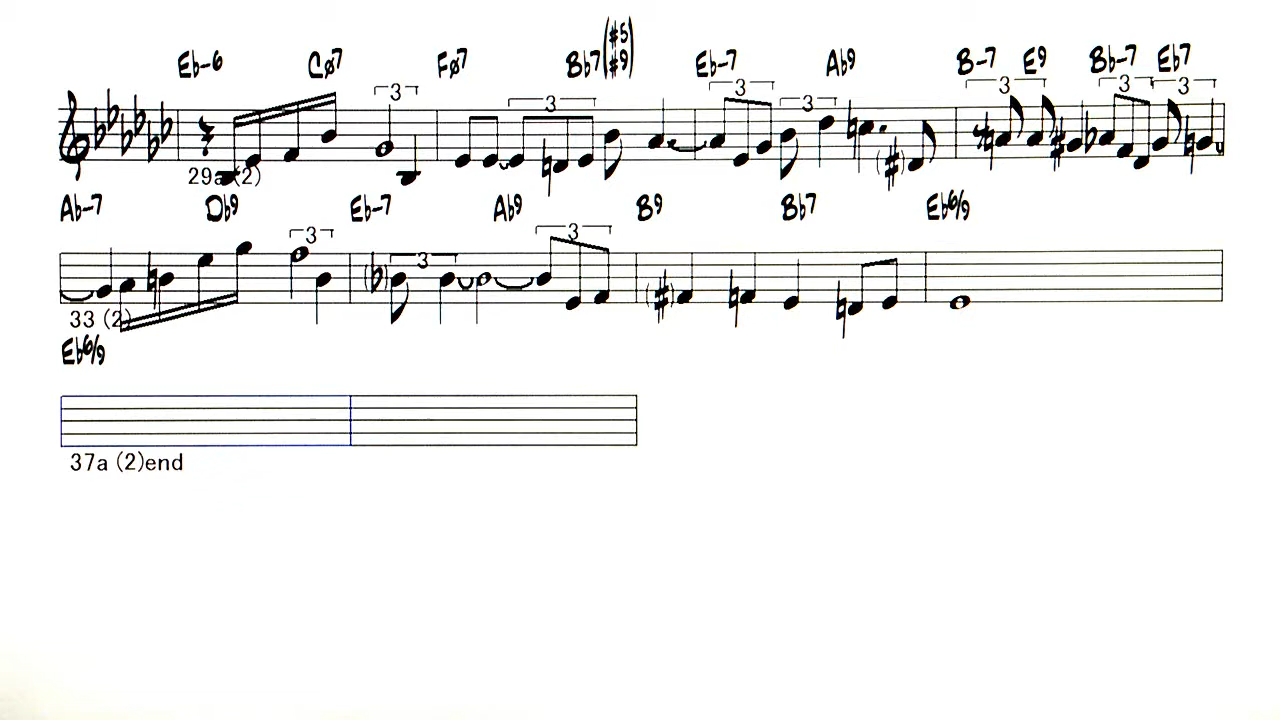 Eb-6 CØ7 FØ7 Bb7(#5 #9) Eb-7 Ab9 B-7 E9 Bb-7 Eb7
3 3 3 3 3 3 3
29a (2)
Ab-7 Db9 Eb-7 Ab9 B9 Bb7 Eb6/9
3 3 3
33 (2)
Eb6/9
37a (2)end